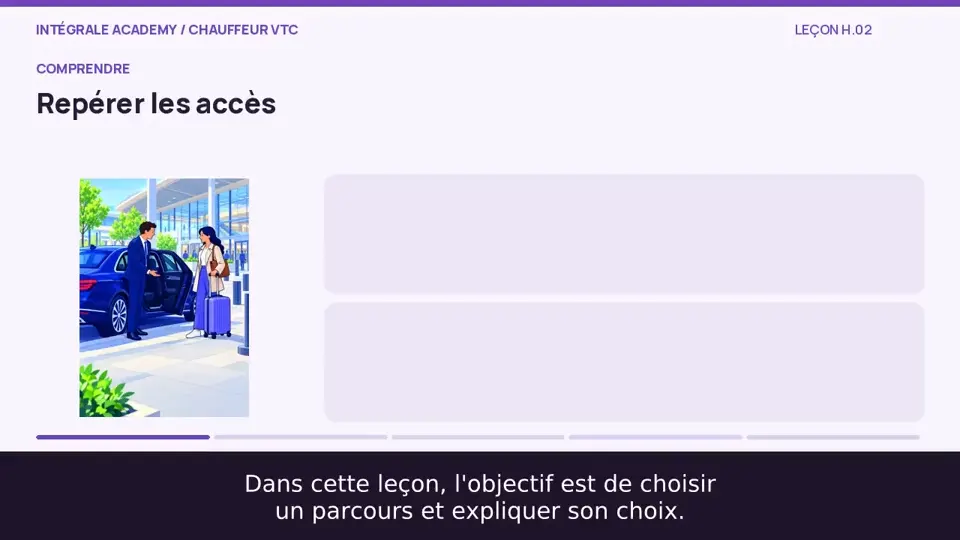 INTÉGRALE ACADEMY / CHAUFFEUR VTC
LEÇON H.02
COMPRENDRE
Repérer les accès
Dans cette leçon, l'objectif est de choisir
un parcours et expliquer son choix.